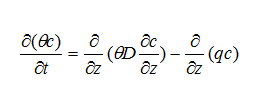 ∂(θc)/∂t = ∂/∂z (θD ∂c/∂z) − ∂/∂z (qc)